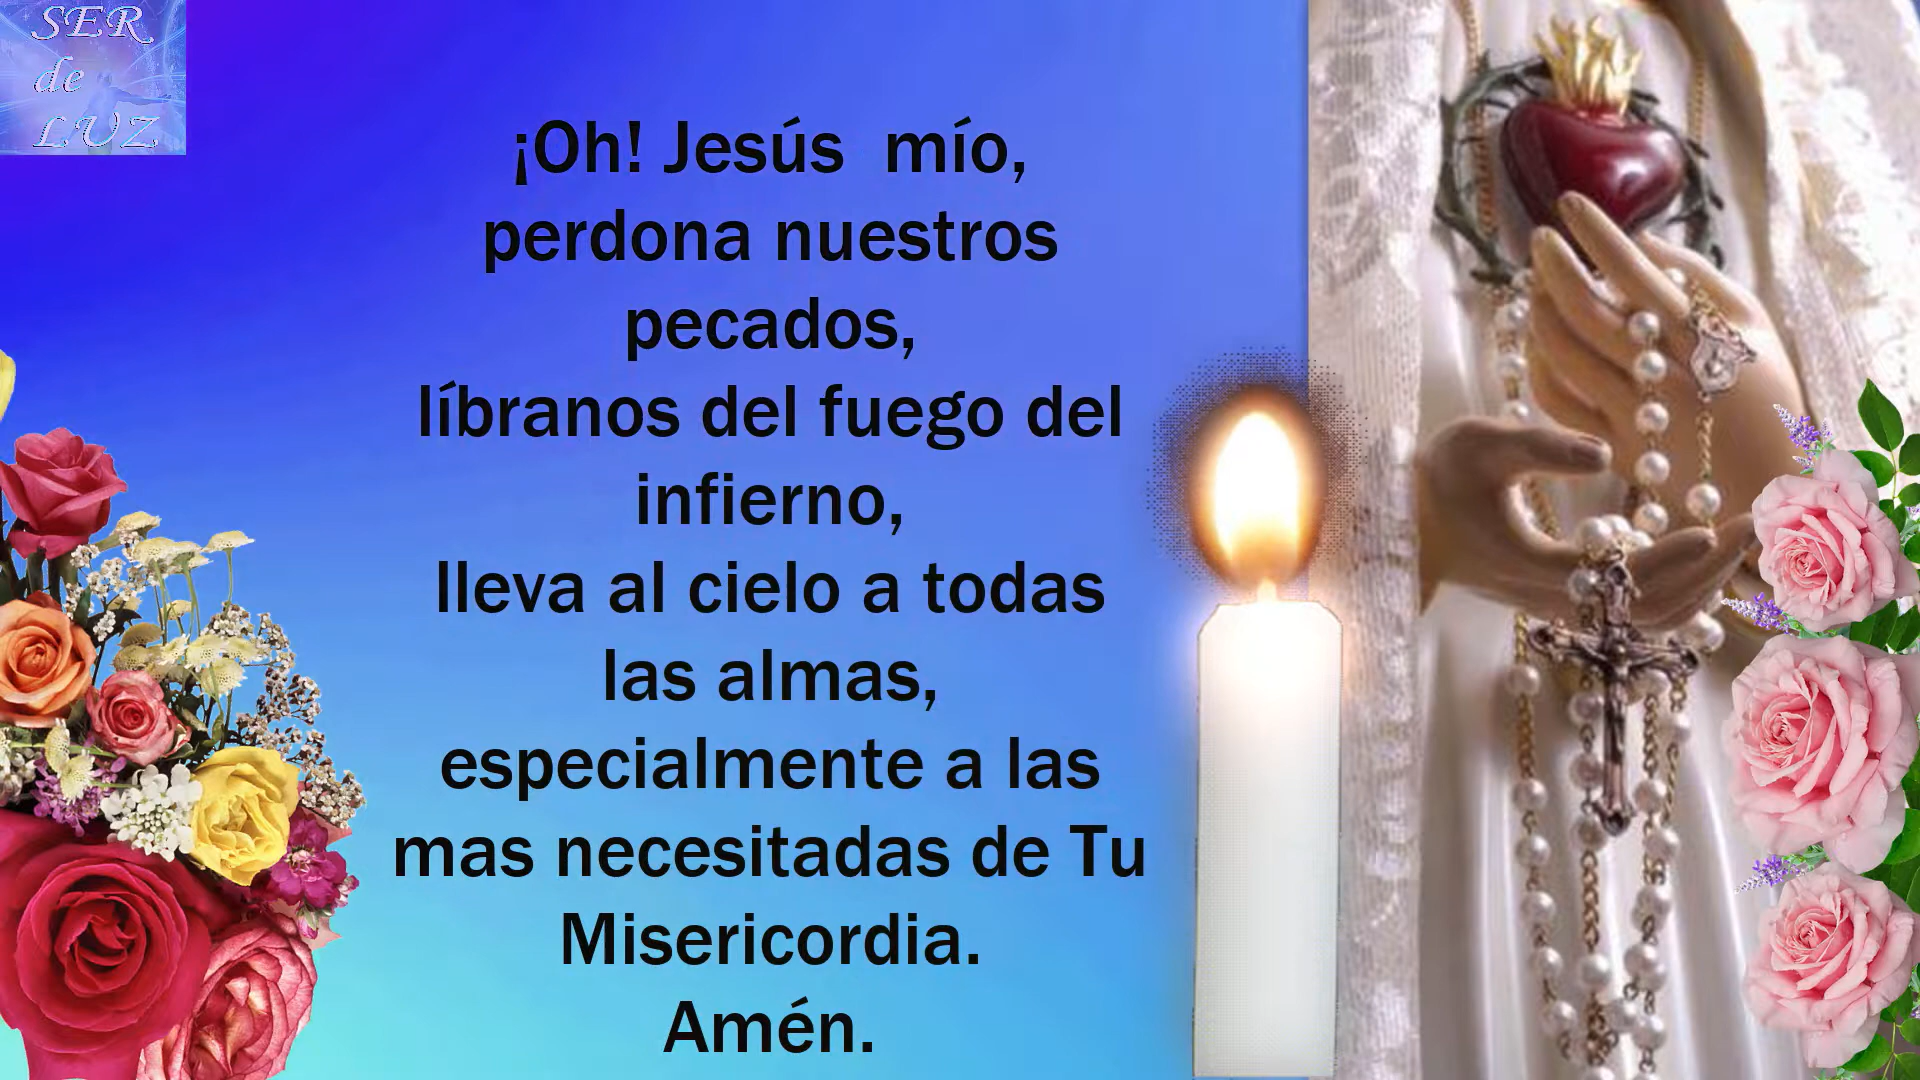 SER
de
LUZ
¡Oh! Jesús  mío,
perdona nuestros
pecados,
líbranos del fuego del
infierno,
lleva al cielo a todas
las almas,
especialmente a las
mas necesitadas de Tu
Misericordia.
Amén.